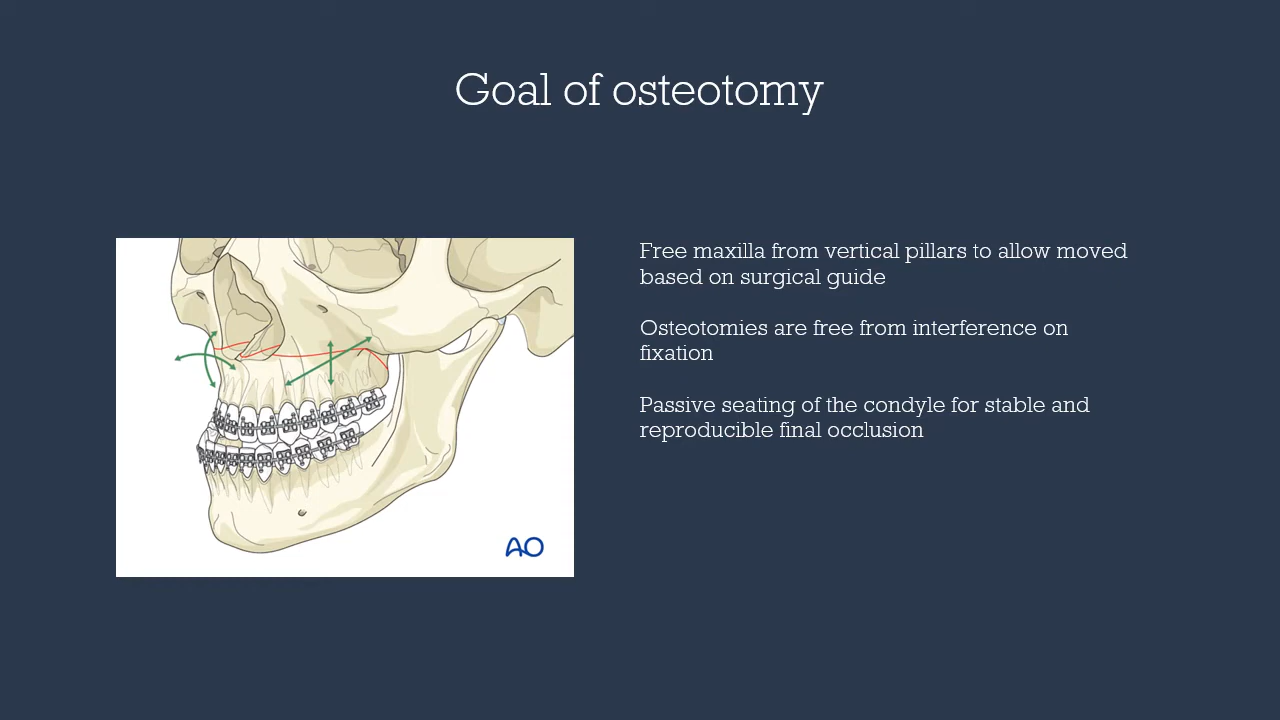 Goal of osteotomy
Free maxilla from vertical pillars to allow moved
based on surgical guide
Osteotomies are free from interference on
fixation
Passive seating of the condyle for stable and
reproducible final occlusion
AO